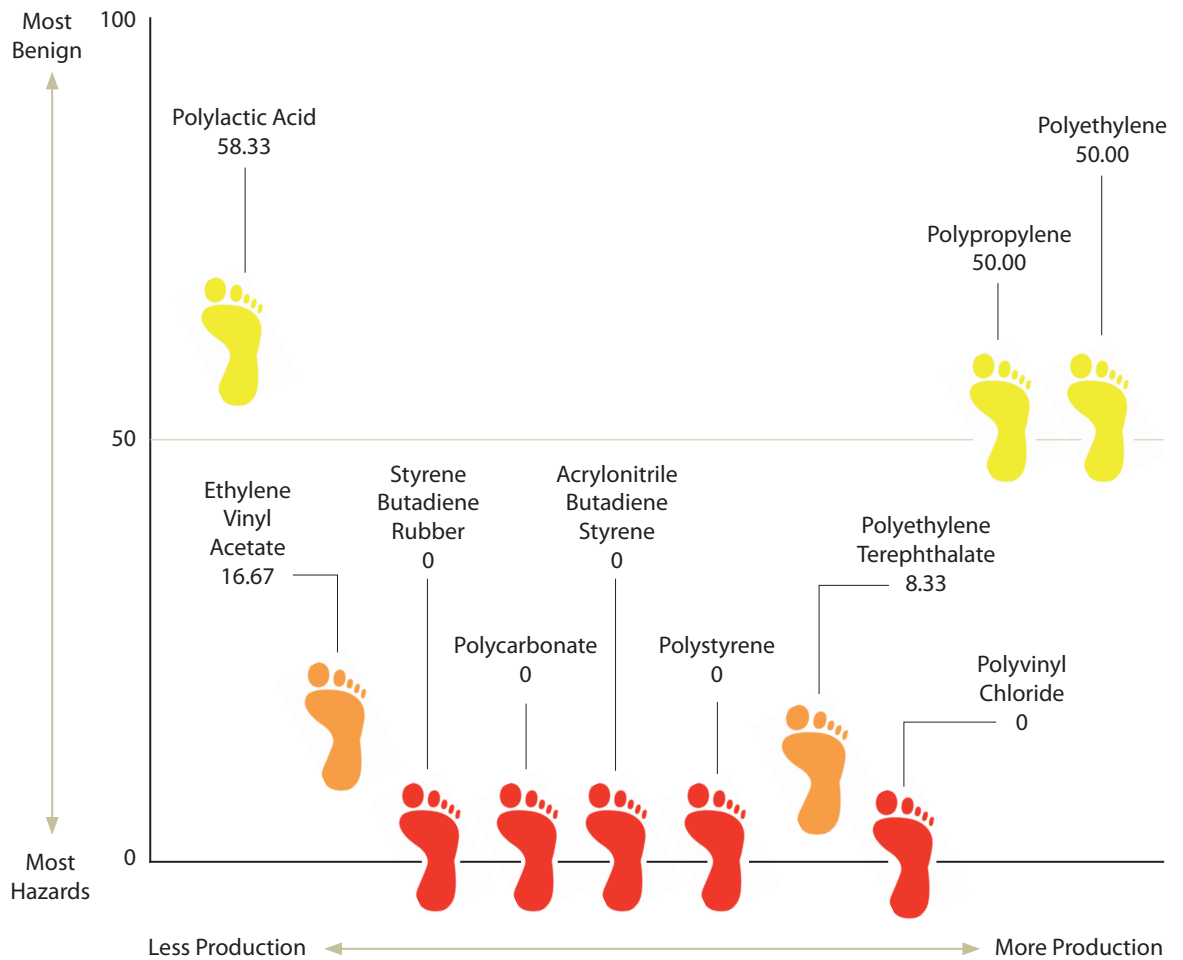 Most
Benign
100
Polylactic Acid
58.33
Polyethylene
50.00
Polypropylene
50.00
50
Ethylene
Vinyl
Acetate
16.67
Styrene
Butadiene
Rubber
0
Polycarbonate
0
Acrylonitrile
Butadiene
Styrene
0
Polystyrene
0
Polyethylene
Terephthalate
8.33
Polyvinyl
Chloride
0
0
Most
Hazards
Less Production
More Production